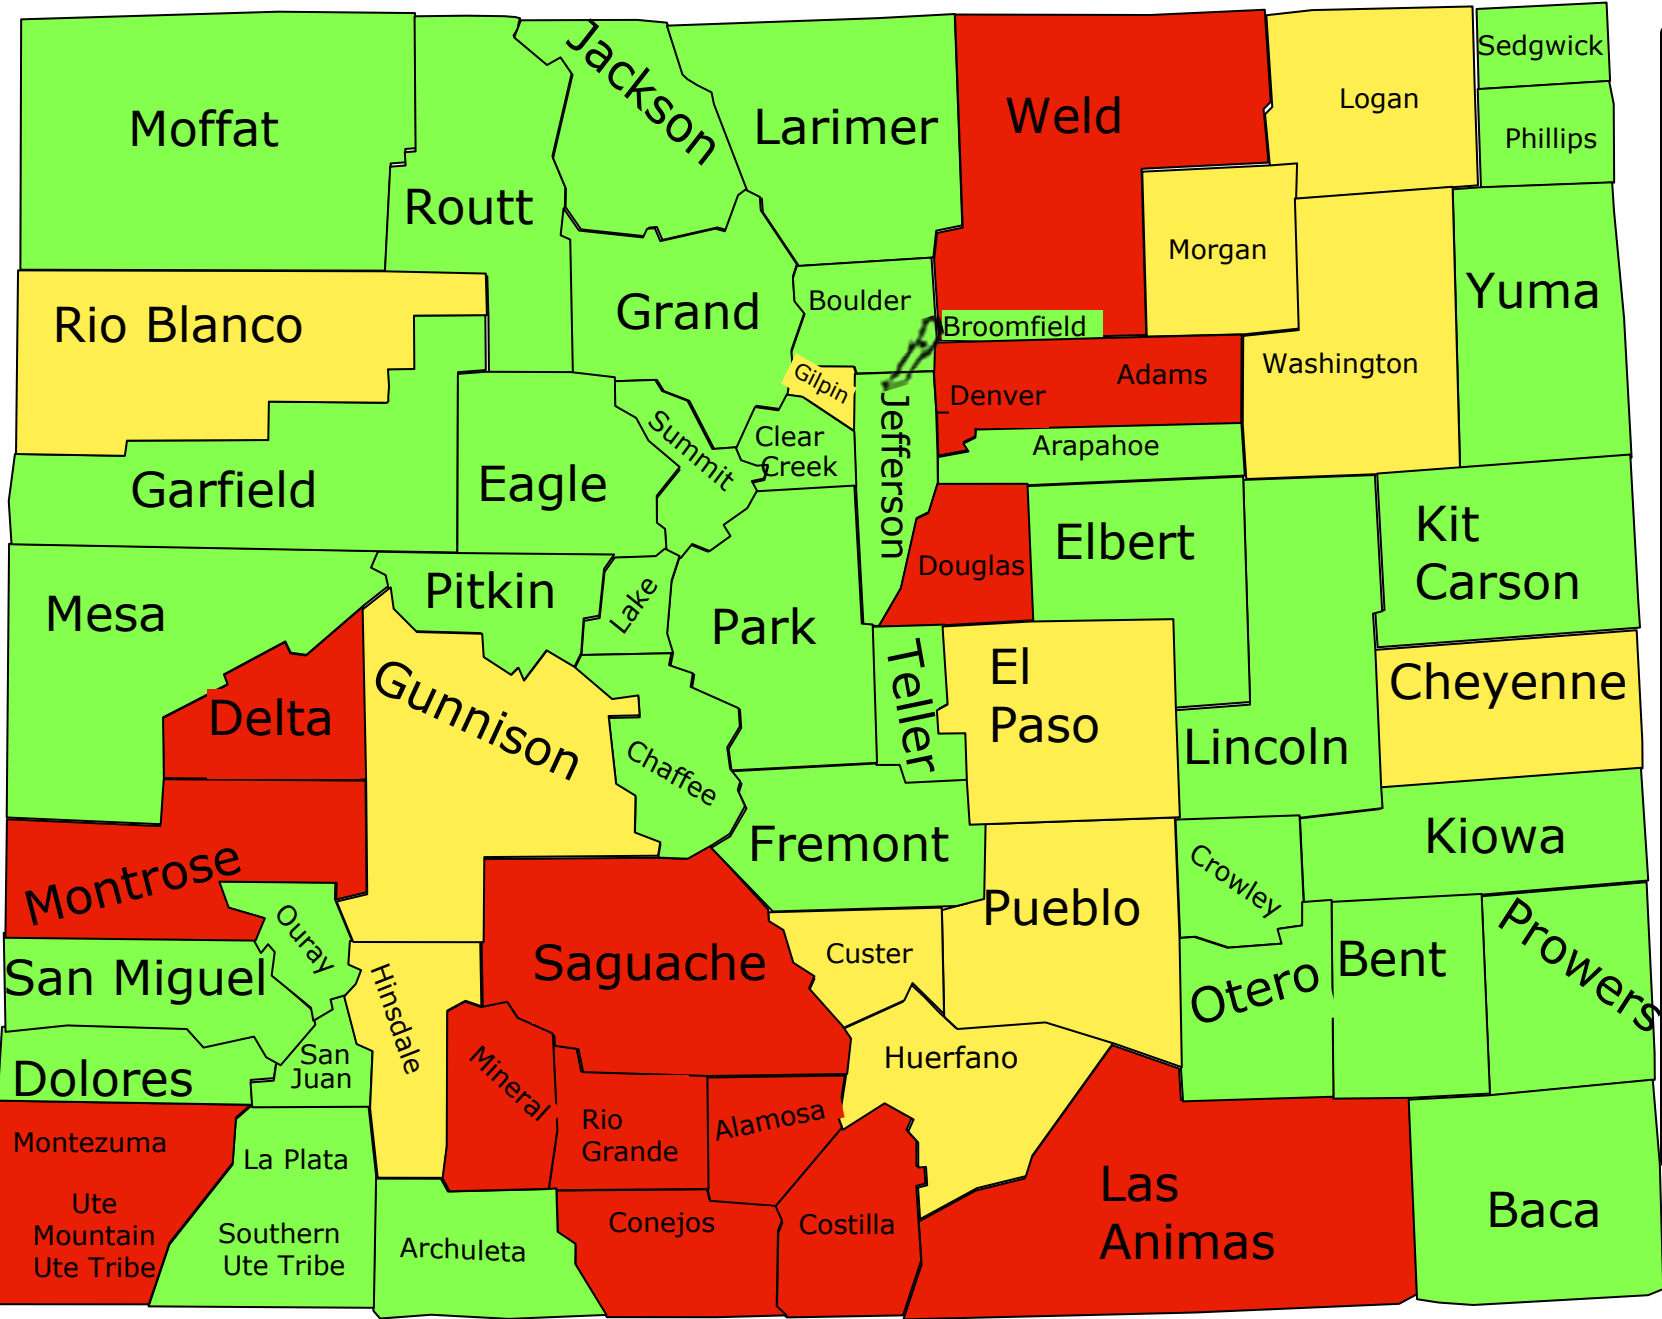 Moffat
Routt
Jackson
Larimer
Weld
Logan
Sedgwick
Phillips
Morgan
Yuma
Rio Blanco
Grand
Boulder
Broomfield
Washington
Gilpin
Denver
Adams
Garfield
Eagle
Summit
Clear
Creek
Jefferson
Arapahoe
Mesa
Pitkin
Lake
Park
Douglas
Elbert
Kit
Carson
Delta
Gunnison
Chaffee
Teller
El
Paso
Lincoln
Cheyenne
Montrose
Fremont
Kiowa
Ouray
Pueblo
Crowley
San Miguel
Hinsdale
Saguache
Custer
Otero
Bent
Prowers
Dolores
San
Juan
Mineral
Huerfano
Rio
Grande
Alamosa
Montezuma
Ute
Mountain
Ute Tribe
La Plata
Southern
Ute Tribe
Archuleta
Conejos
Costilla
Las
Animas
Baca